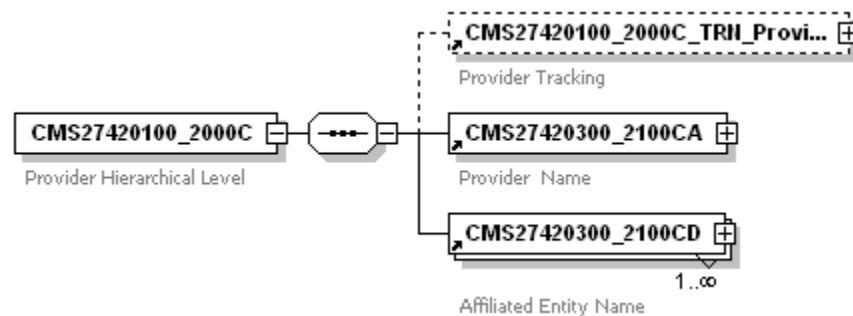 CMS27420100_2000C_TRN_Provi...
Provider Tracking
CMS27420100_2000C
Provider Hierarchical Level
CMS27420300_2100CA
Provider Name
CMS27420300_2100CD
1..∞
Affiliated Entity Name